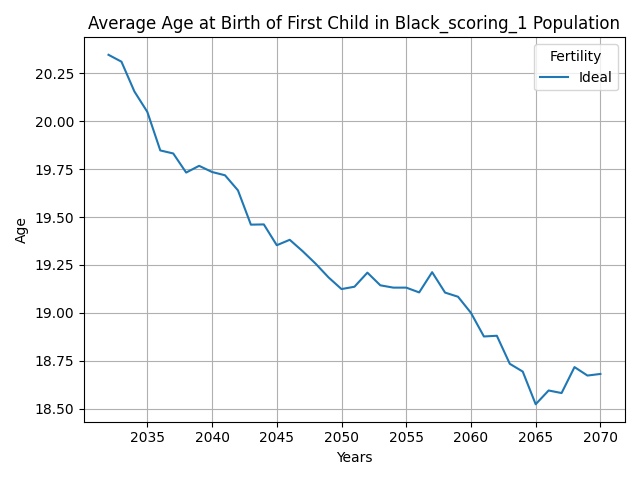 Average Age at Birth of First Child in Black_scoring_1 Population
Fertility
Ideal
20.25
20.00
19.75
19.50
19.25
19.00
18.75
18.50
Age
2035 2040 2045 2050 2055 2060 2065 2070
Years